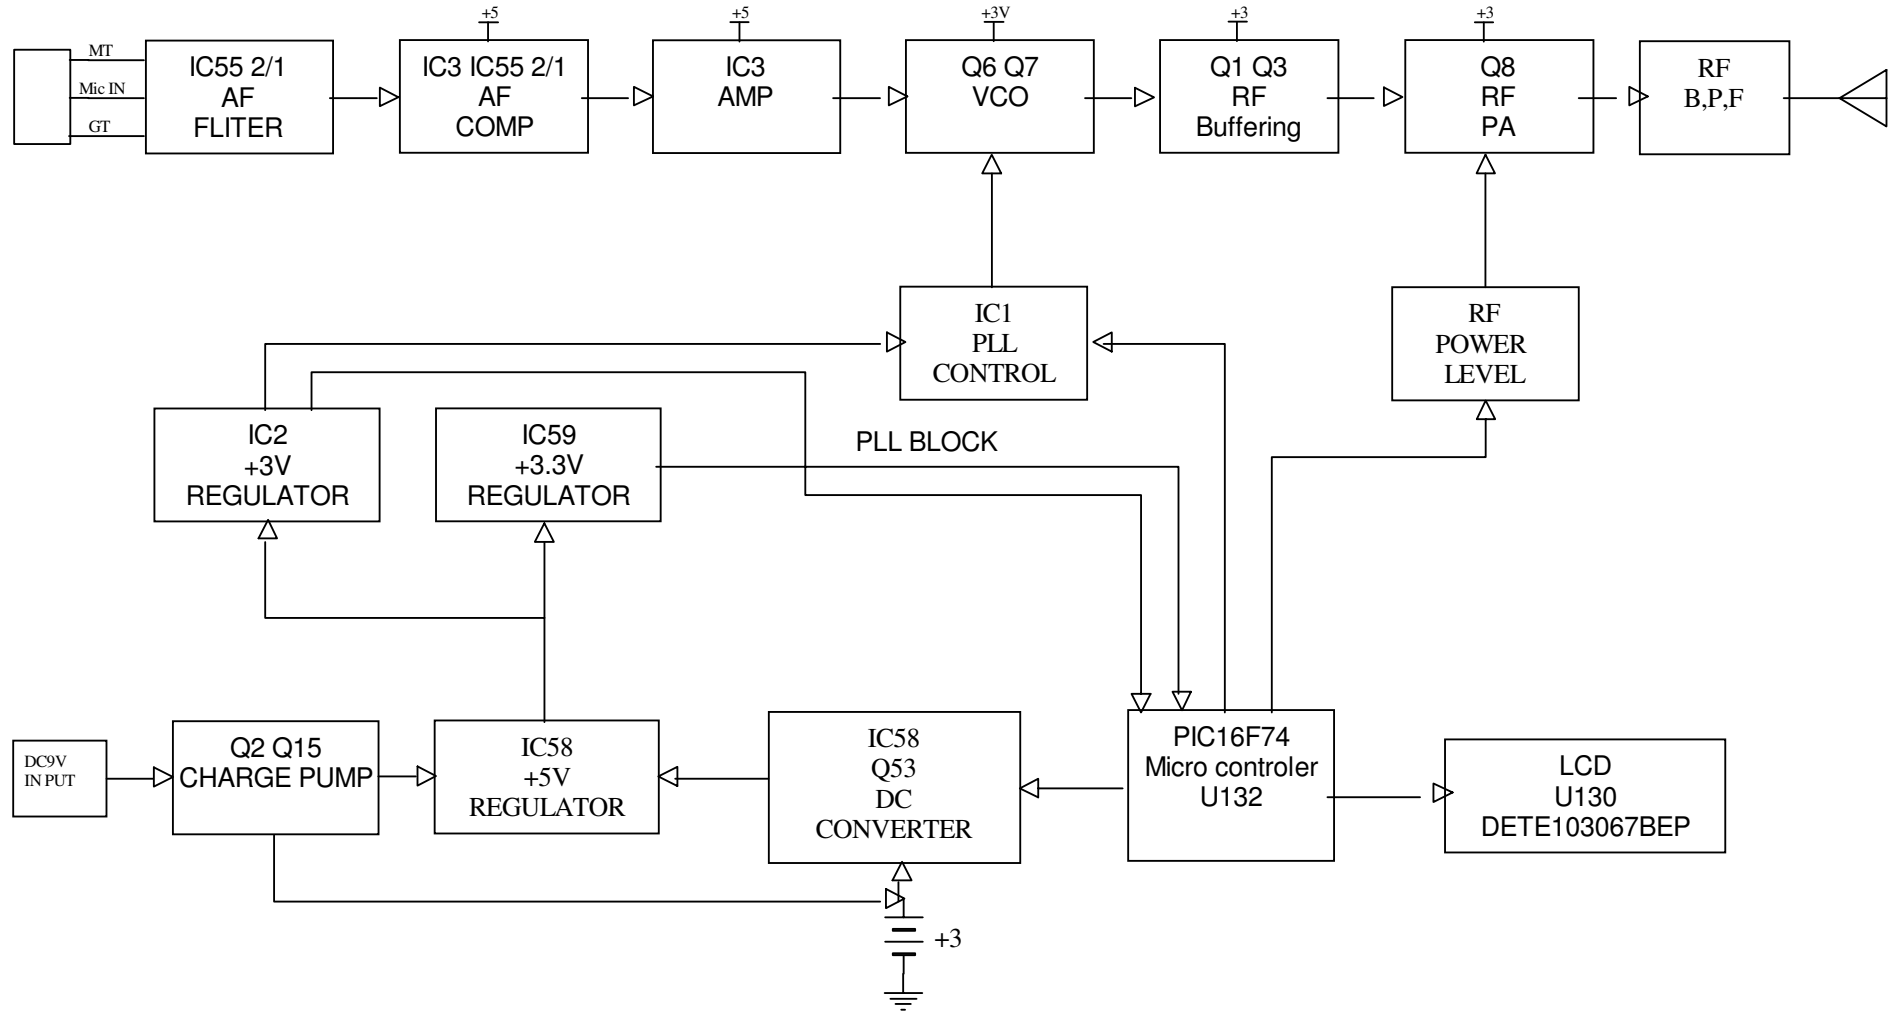 +5
+5
+3V
+3
+3
MT
Mic IN
GT
IC55 2/1
AF
FLITER
IC3 IC55 2/1
AF
COMP
IC3
AMP
Q6 Q7
VCO
Q1 Q3
RF
Buffering
Q8
RF
PA
RF
B,P,F
IC1
PLL
CONTROL
RF
POWER
LEVEL
IC2
+3V
REGULATOR
IC59
+3.3V
REGULATOR
PLL BLOCK
DC9V
IN PUT
Q2 Q15
CHARGE PUMP
IC58
+5V
REGULATOR
IC58
Q53
DC
CONVERTER
PIC16F74
Micro controler
U132
LCD
U130
DETE103067BEP
+3